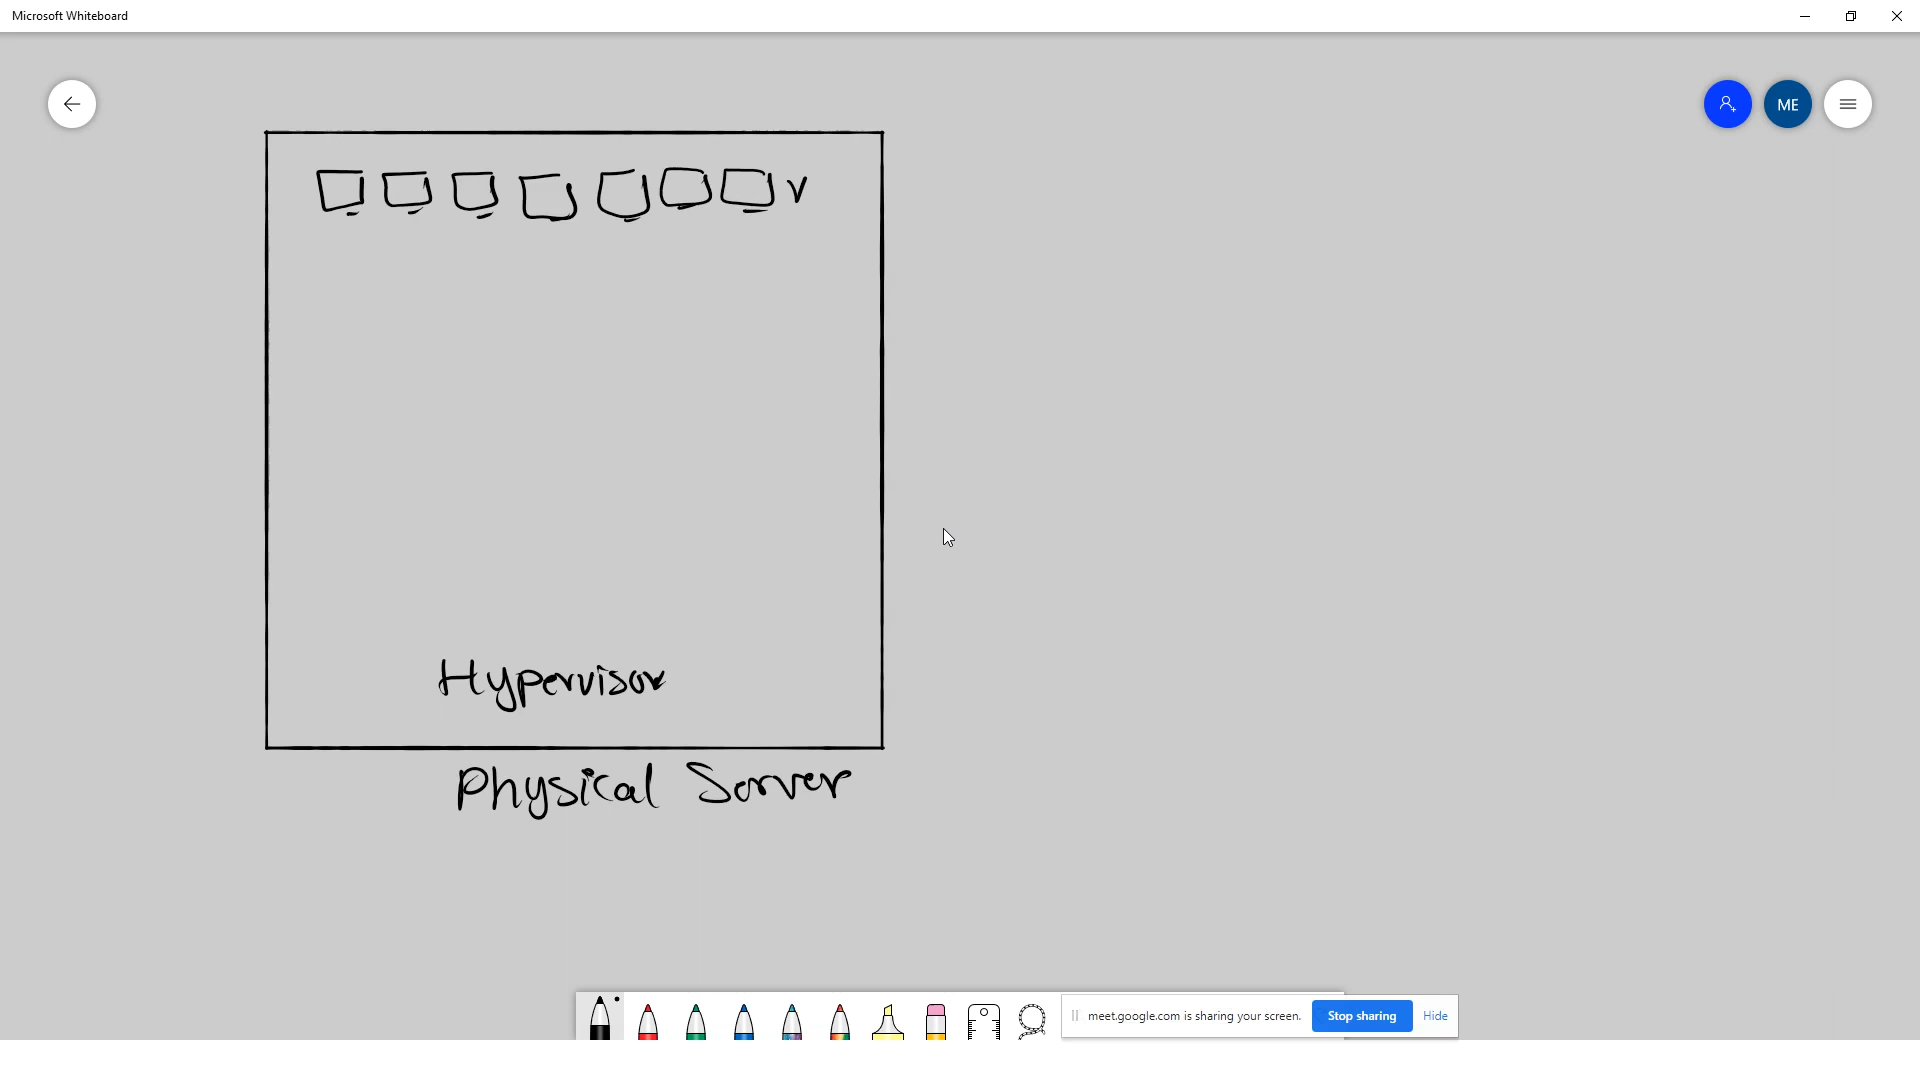 Microsoft Whiteboard
ME
v
Hypervisor
Physical Server
meet.google.com is sharing your screen. Stop sharing Hide